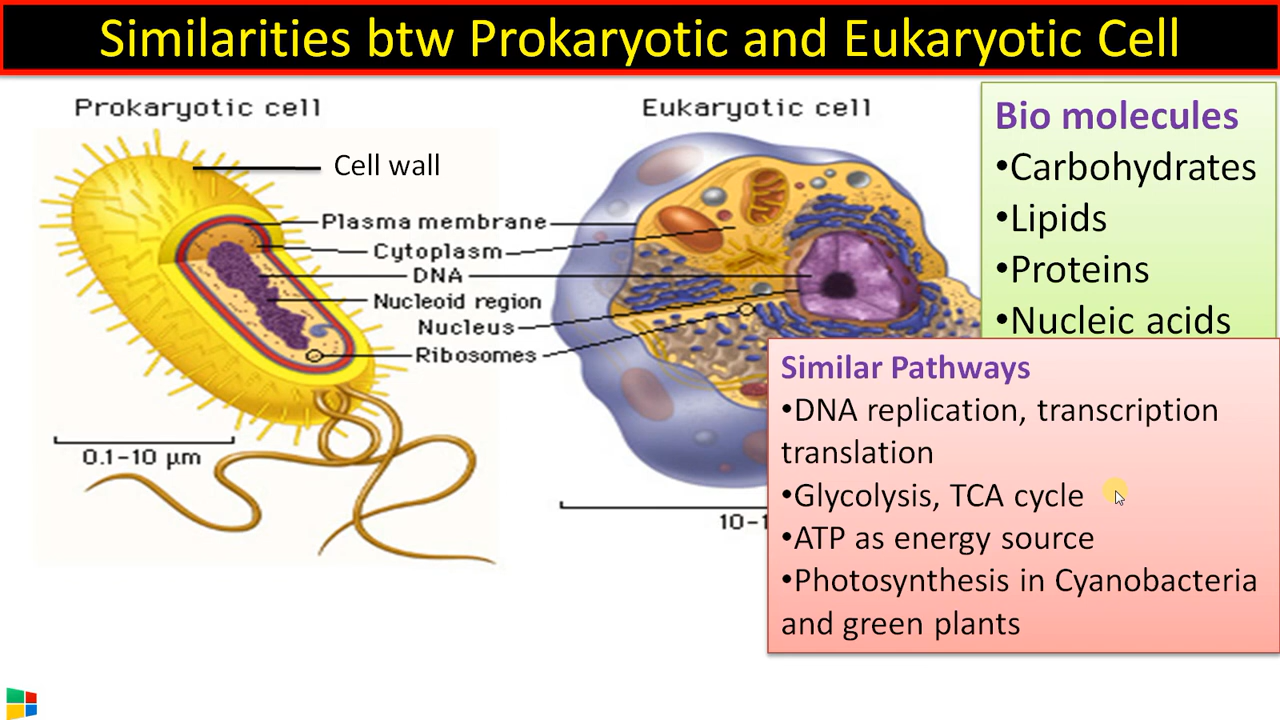 Similarities btw Prokaryotic and Eukaryotic Cell
Prokaryotic cell
Eukaryotic cell
Cell wall
Plasma membrane
Cytoplasm
DNA
Nucleoid region
Nucleus
Ribosomes
0.1–10 μm
10–1
Bio molecules
•Carbohydrates
•Lipids
•Proteins
•Nucleic acids
Similar Pathways
•DNA replication, transcription
translation
•Glycolysis, TCA cycle
•ATP as energy source
•Photosynthesis in Cyanobacteria
and green plants